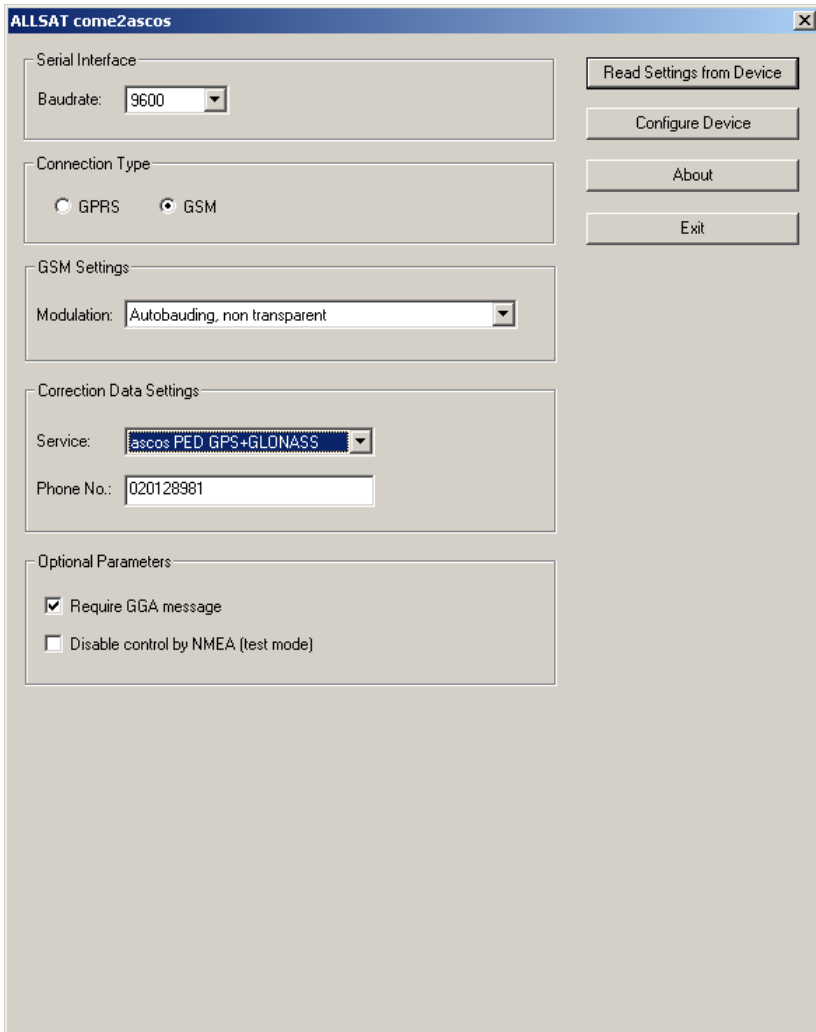 ALLSAT come2ascos
Serial Interface
Baudrate: 9600
Read Settings from Device
Configure Device
About
Exit
Connection Type
GPRS GSM
GSM Settings
Modulation: Autobauding, non transparent
Correction Data Settings
Service: ascos PED GPS+GLONASS
Phone No.: 020128981
Optional Parameters
Require GGA message
Disable control by NMEA (test mode)